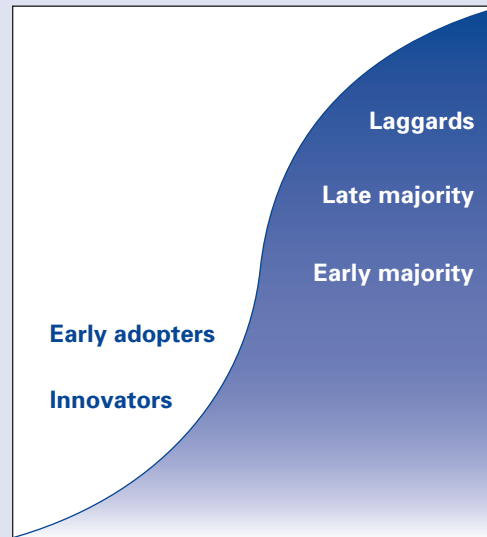 Laggards
Late majority
Early majority
Early adopters
Innovators